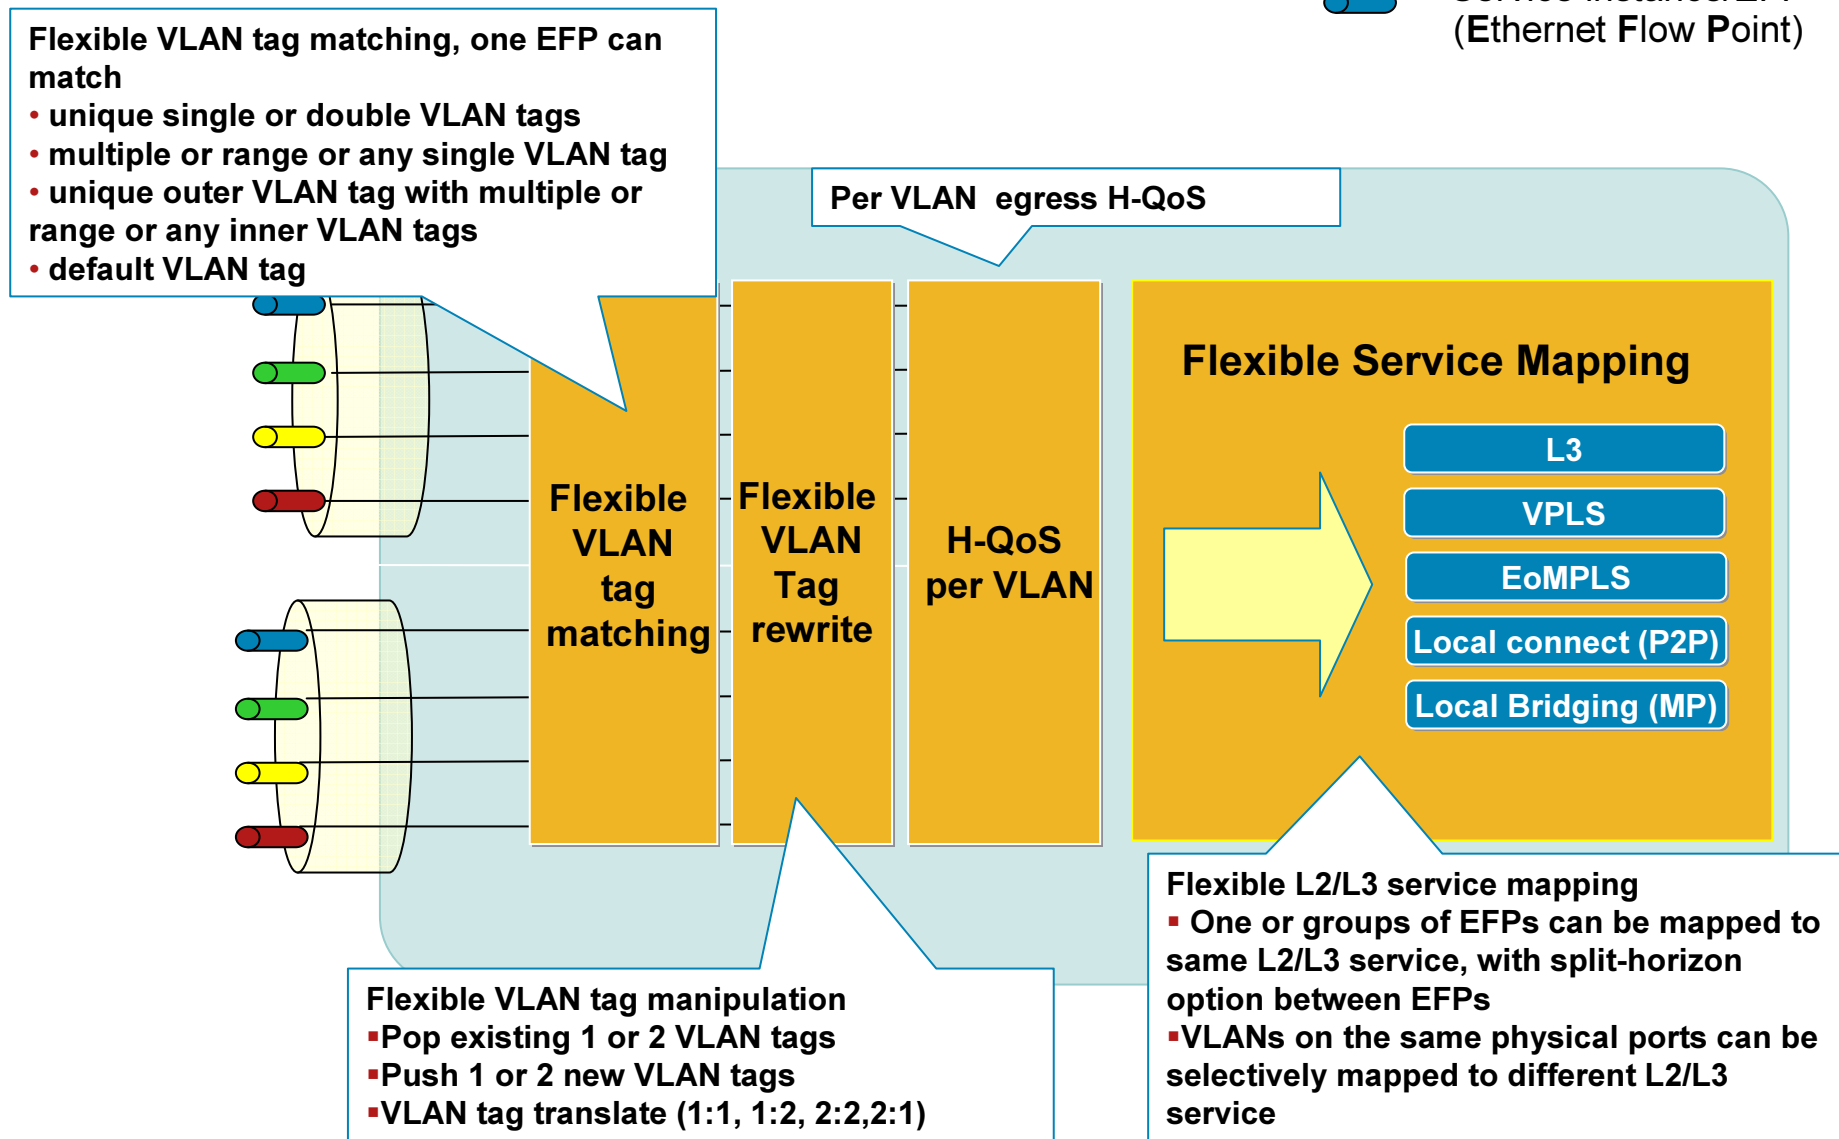 (Ethernet Flow Point)
Flexible VLAN tag matching, one EFP can
match
• unique single or double VLAN tags
• multiple or range or any single VLAN tag
• unique outer VLAN tag with multiple or
range or any inner VLAN tags
• default VLAN tag
Per VLAN egress H-QoS
Flexible
VLAN
tag
matching
Flexible
VLAN
Tag
rewrite
H-QoS
per VLAN
Flexible Service Mapping
L3
VPLS
EoMPLS
Local connect (P2P)
Local Bridging (MP)
Flexible VLAN tag manipulation
▪Pop existing 1 or 2 VLAN tags
▪Push 1 or 2 new VLAN tags
▪VLAN tag translate (1:1, 1:2, 2:2,2:1)
Flexible L2/L3 service mapping
▪ One or groups of EFPs can be mapped to
same L2/L3 service, with split-horizon
option between EFPs
▪VLANs on the same physical ports can be
selectively mapped to different L2/L3
service